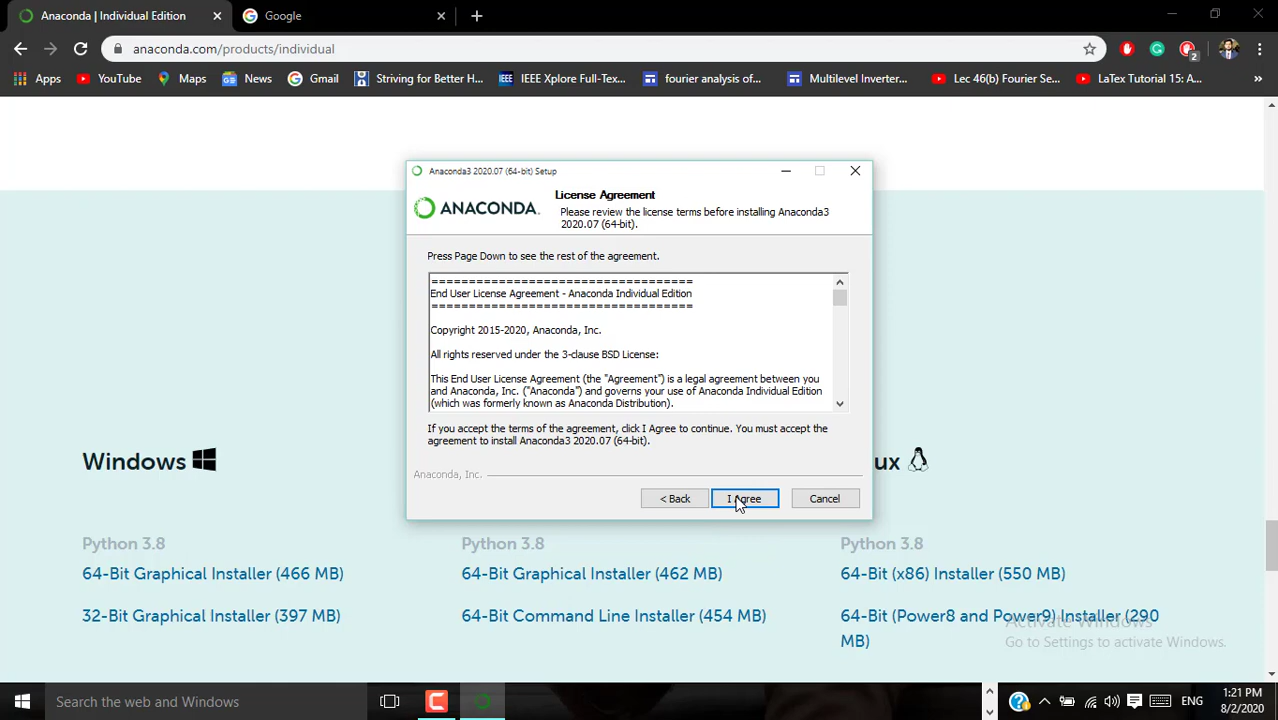 Anaconda | Individual Edition
Google
anaconda.com/products/individual
Apps
YouTube
Maps
News
Gmail
Striving for Better H...
IEEE Xplore Full-Text...
fourier analysis of...
Multilevel Inverter...
Lec 46(b) Fourier Se...
LaTex Tutorial 15: A...
»
2
Anaconda3 2020.07 (64-bit) Setup
ANACONDA.
License Agreement
Please review the license terms before installing Anaconda3
2020.07 (64-bit).
Press Page Down to see the rest of the agreement.
===================================
End User License Agreement - Anaconda Individual Edition
===================================
Copyright 2015-2020, Anaconda, Inc.
All rights reserved under the 3-clause BSD License:
This End User License Agreement (the "Agreement") is a legal agreement between you
and Anaconda, Inc. ("Anaconda") and governs your use of Anaconda Individual Edition
(which was formerly known as Anaconda Distribution).
If you accept the terms of the agreement, click I Agree to continue. You must accept the
agreement to install Anaconda3 2020.07 (64-bit).
Anaconda, Inc.
< Back
I Agree
Cancel
Windows
ux
Python 3.8
64-Bit Graphical Installer (466 MB)
32-Bit Graphical Installer (397 MB)
Python 3.8
64-Bit Graphical Installer (462 MB)
64-Bit Command Line Installer (454 MB)
Python 3.8
64-Bit (x86) Installer (550 MB)
64-Bit (Power8 and Power9) Installer (290
MB)
Activate Windows
Go to Settings to activate Windows.
Search the web and Windows
ENG
1:21 PM
8/2/2020